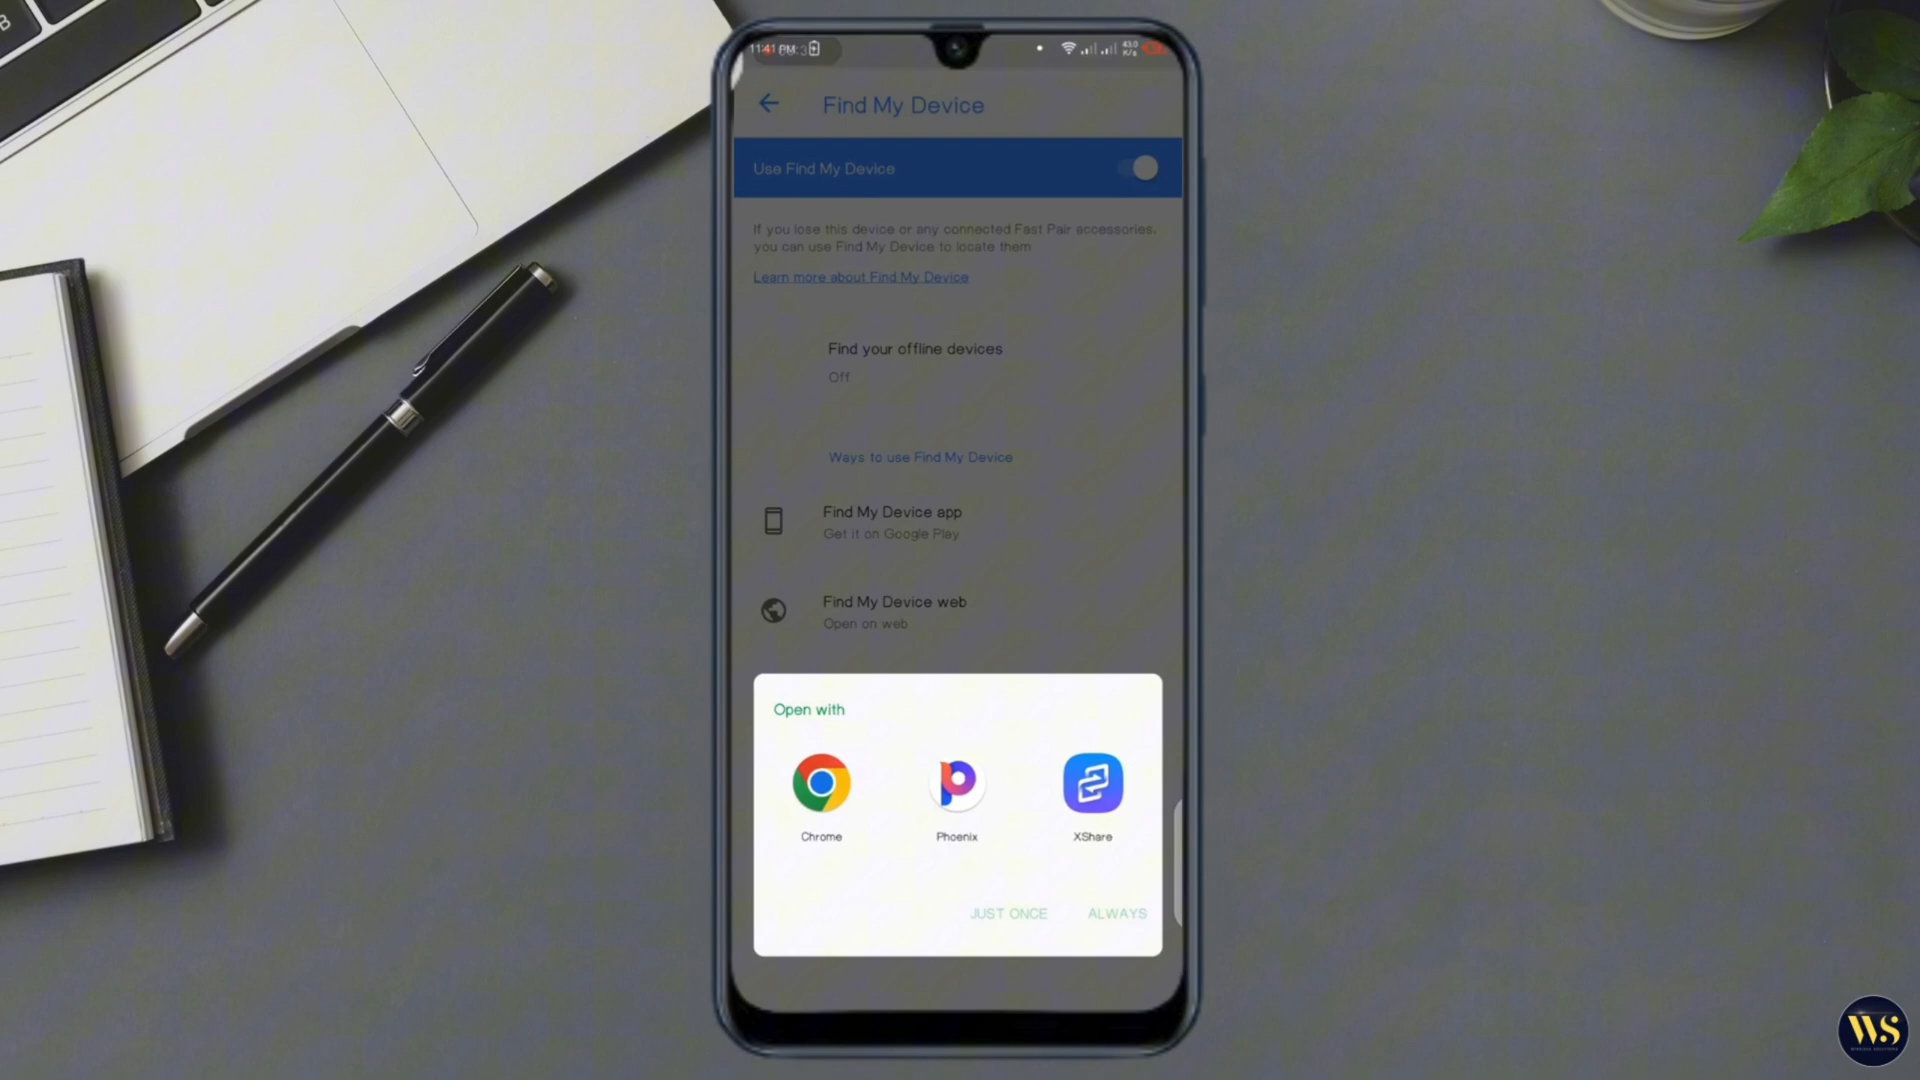 11:41 PM
43.0
K/s
Find My Device
Use Find My Device
If you lose this device or any connected Fast Pair accessories,
you can use Find My Device to locate them
Learn more about Find My Device
Find your offline devices
Off
Ways to use Find My Device
Find My Device app
Get it on Google Play
Find My Device web
Open on web
Open with
Chrome
Phoenix
XShare
JUST ONCE
ALWAYS
WS